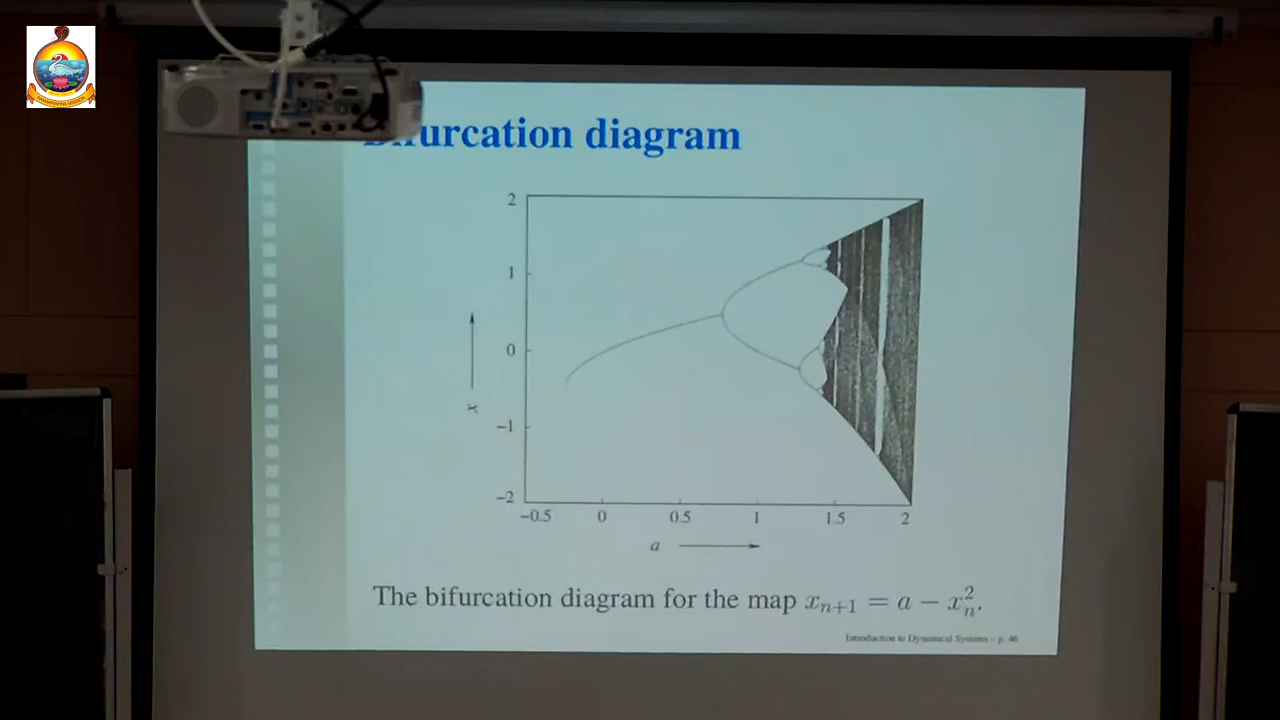 Bifurcation diagram
2
1
0
−1
−2
x
−0.5 0 0.5 1 1.5 2
a
The bifurcation diagram for the map xₙ₊₁ = a − xₙ².
Introduction to Dynamical Systems – p. 46